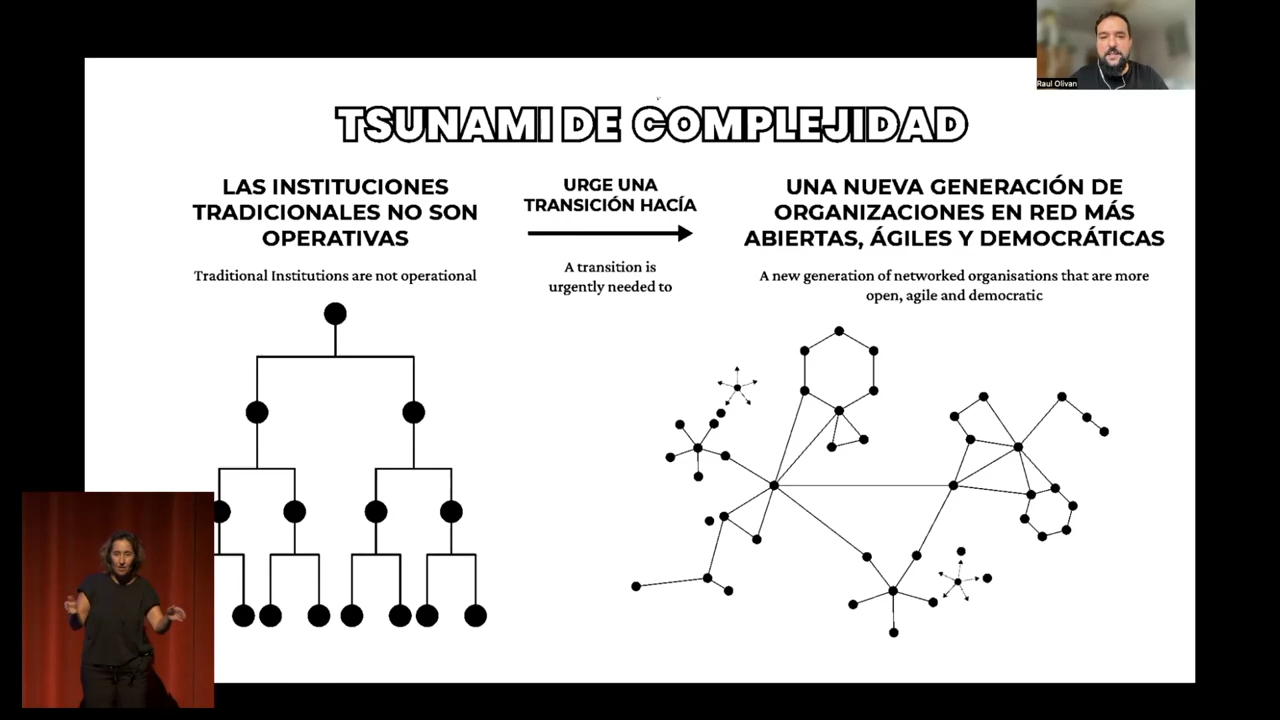 Raul Olivan
TSUNAMI DE COMPLEJIDAD
LAS INSTITUCIONES
TRADICIONALES NO SON
OPERATIVAS
Traditional Institutions are not operational
URGE UNA
TRANSICIÓN HACÍA
A transition is
urgently needed to
UNA NUEVA GENERACIÓN DE
ORGANIZACIONES EN RED MÁS
ABIERTAS, ÁGILES Y DEMOCRÁTICAS
A new generation of networked organisations that are more
open, agile and democratic